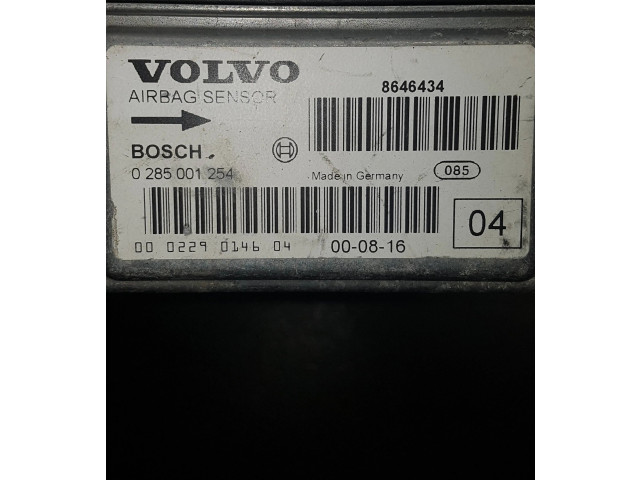 VOLVO
8646434
AIRBAG SENSOR
BOSCH
0 285 001 254
Made in Germany
085
00 0229 0146 04
00-08-16
04